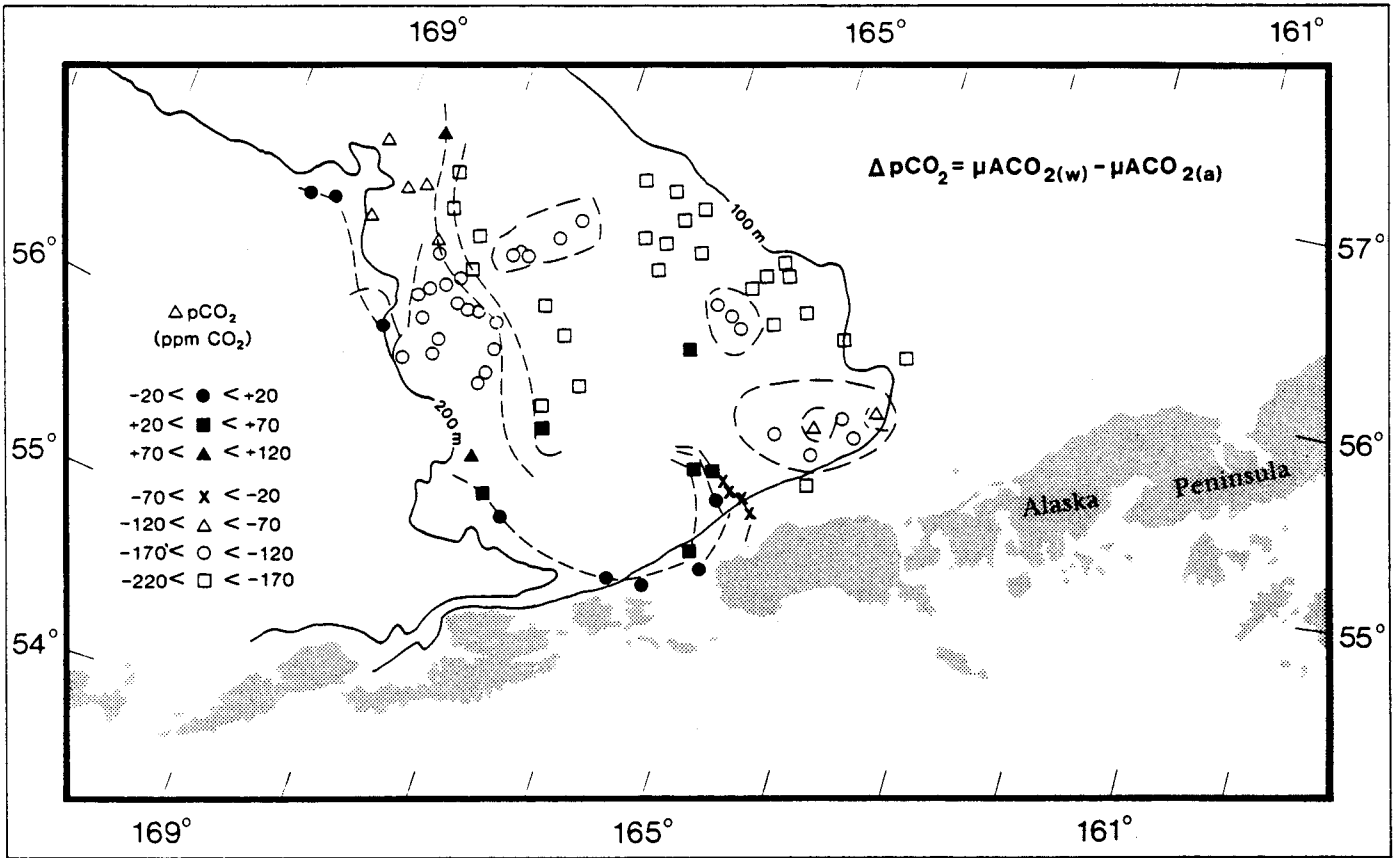 169° 165° 161°
ΔpCO₂ = μACO₂(w) − μACO₂(a)
100 m
56° 57°
△ pCO₂
(ppm CO₂)
-20< ● < +20
+20< ■ < +70
+70< ▲ < +120
-70< x < -20
-120< △ < -70
-170< ○ < -120
-220< □ < -170
200 m
55° 56°
Alaska
Peninsula
54° 55°
169° 165° 161°